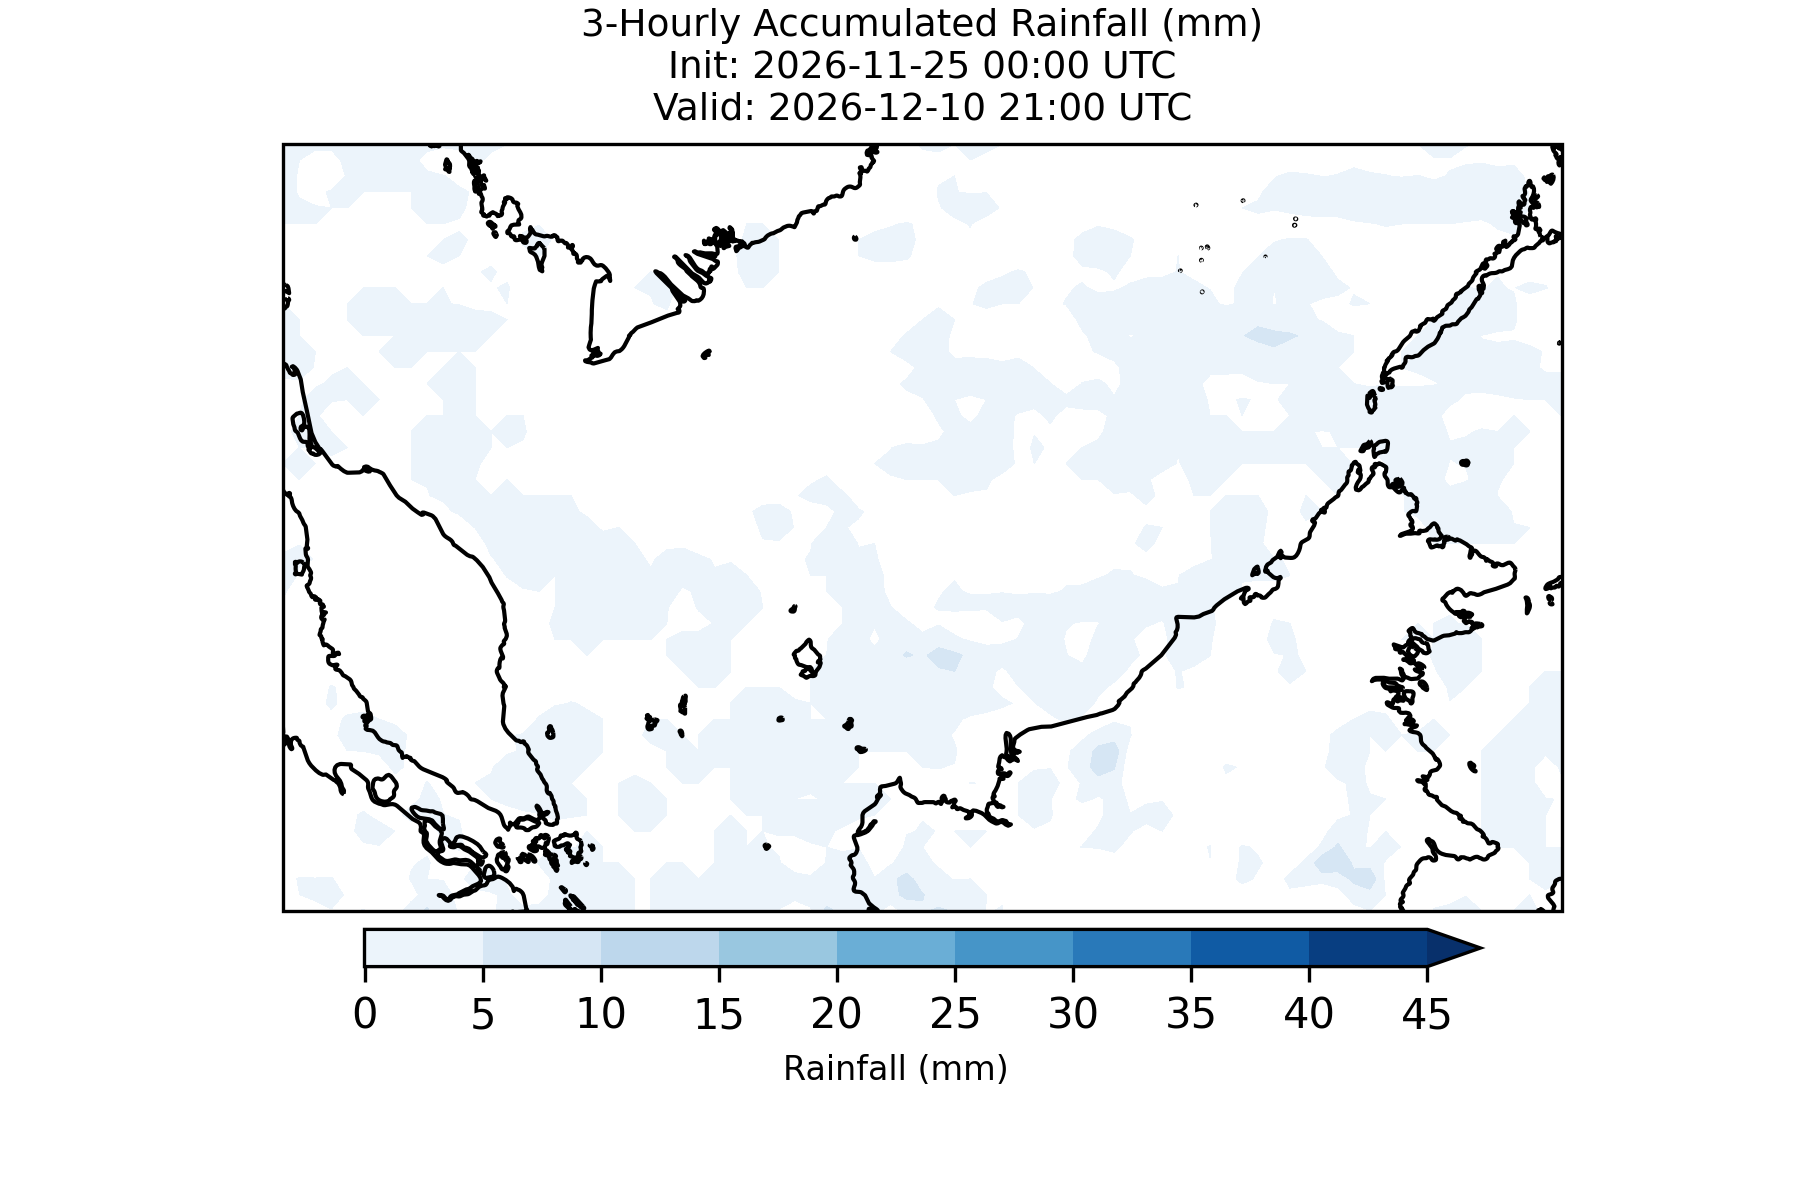 3-Hourly Accumulated Rainfall (mm)
Init: 2026-11-25 00:00 UTC
Valid: 2026-12-10 21:00 UTC
0 5 10 15 20 25 30 35 40 45
Rainfall (mm)